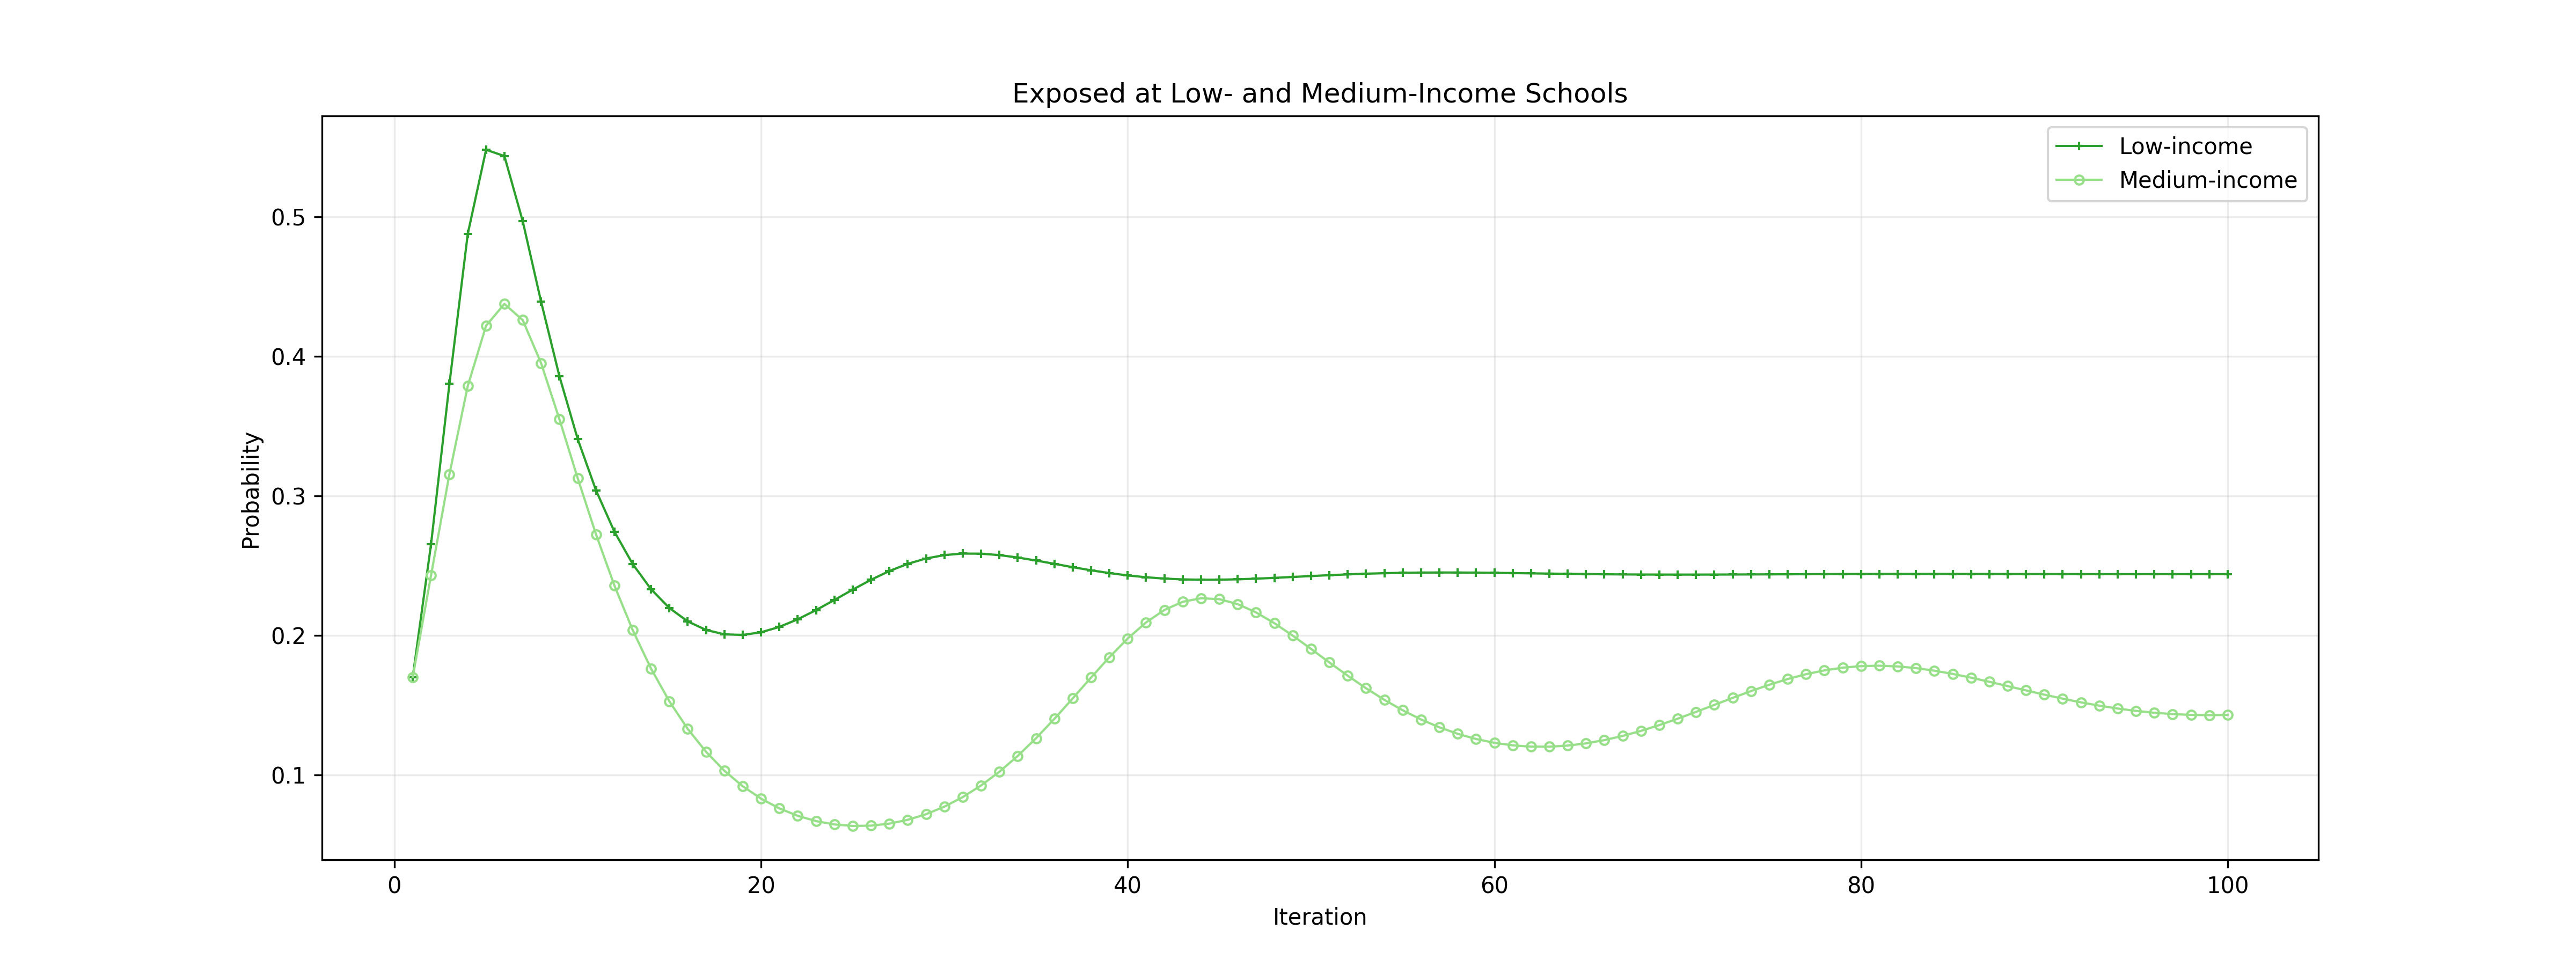 Exposed at Low- and Medium-Income Schools
Low-income
Medium-income
Probability
0.5
0.4
0.3
0.2
0.1
0 20 40 60 80 100
Iteration